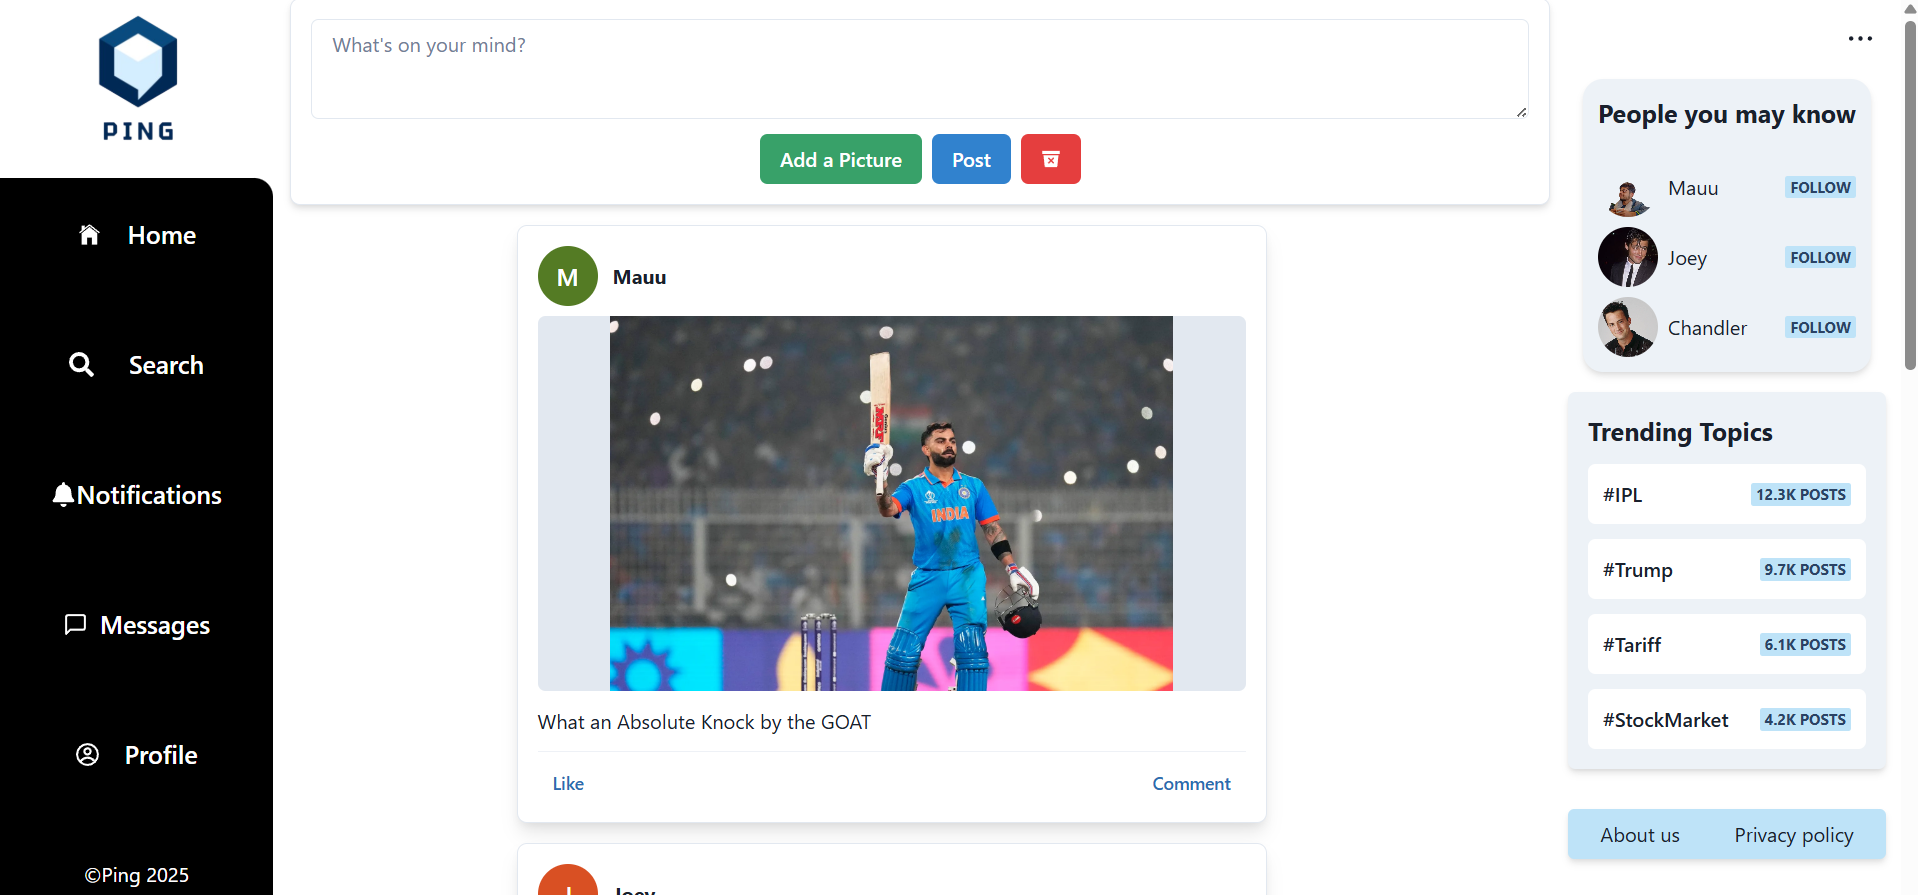 PING
Home
Search
Notifications
Messages
Profile
©Ping 2025
What's on your mind?
Add a Picture
Post
M
Mauu
INDIA
What an Absolute Knock by the GOAT
Like
Comment
J
Joey
People you may know
Mauu
FOLLOW
Joey
FOLLOW
Chandler
FOLLOW
Trending Topics
#IPL
12.3K POSTS
#Trump
9.7K POSTS
#Tariff
6.1K POSTS
#StockMarket
4.2K POSTS
About us
Privacy policy